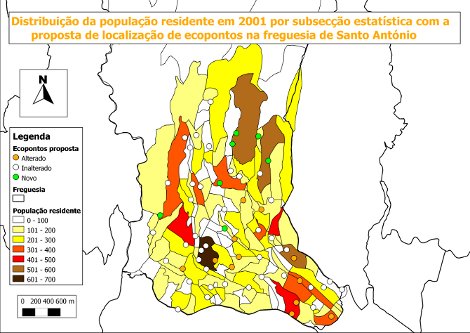 Distribuição da população residente em 2001 por subsecção estatística com a
proposta de localização de ecopontos na freguesia de Santo António
N
Legenda
Ecopontos proposta
Alterado
Inalterado
Novo
Freguesia
População residente
0 - 100
101 - 200
201 - 300
301 - 400
401 - 500
501 - 600
601 - 700
0 200 400 600 m